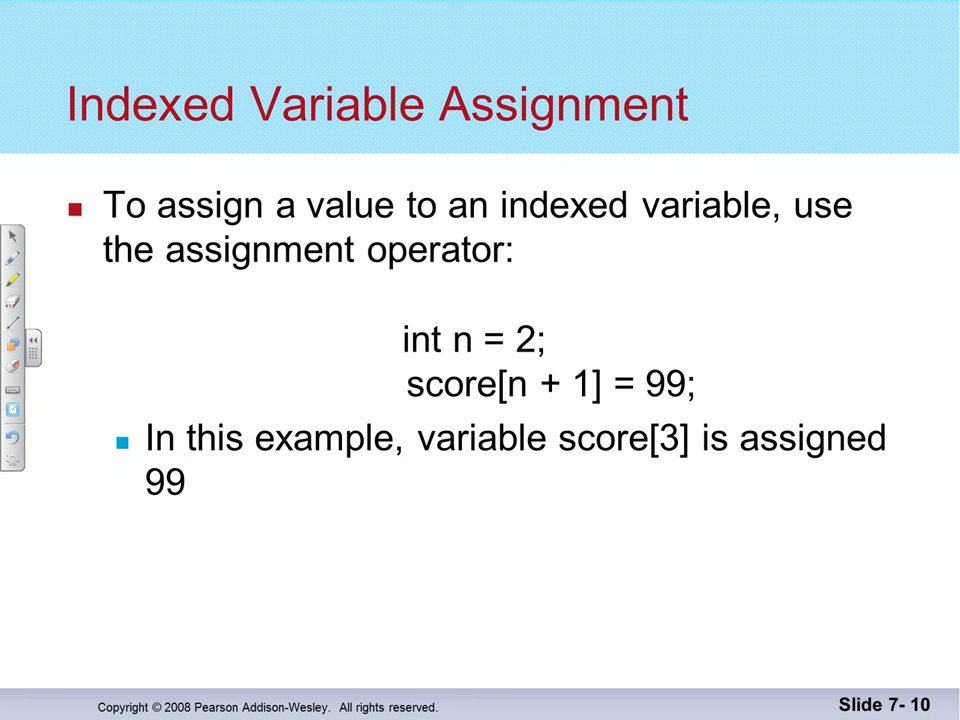 Indexed Variable Assignment
To assign a value to an indexed variable, use
the assignment operator:
int n = 2;
score[n + 1] = 99;
In this example, variable score[3] is assigned
99
Copyright © 2008 Pearson Addison-Wesley. All rights reserved.
Slide 7- 10